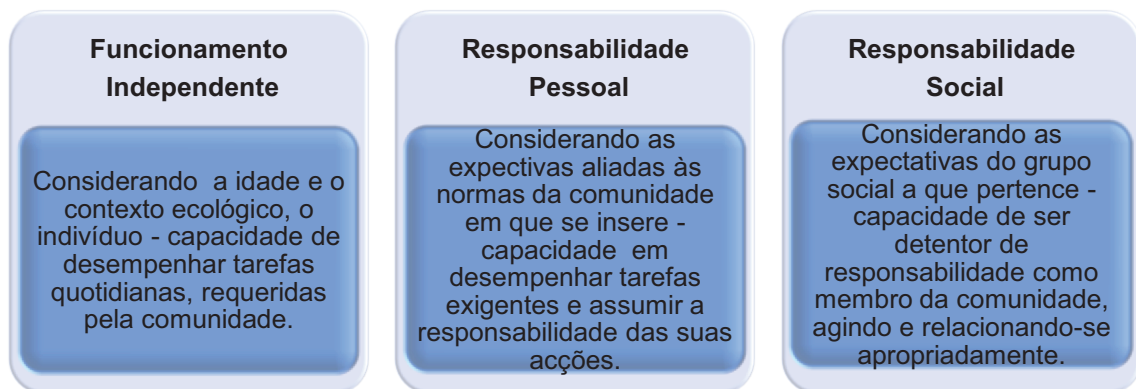 Funcionamento
Independente
Considerando a idade e o
contexto ecológico, o
indivíduo - capacidade de
desempenhar tarefas
quotidianas, requeridas
pela comunidade.
Responsabilidade
Pessoal
Considerando as
expectivas aliadas às
normas da comunidade
em que se insere -
capacidade em
desempenhar tarefas
exigentes e assumir a
responsabilidade das suas
acções.
Responsabilidade
Social
Considerando as
expectativas do grupo
social a que pertence -
capacidade de ser
detentor de
responsabilidade como
membro da comunidade,
agindo e relacionando-se
apropriadamente.